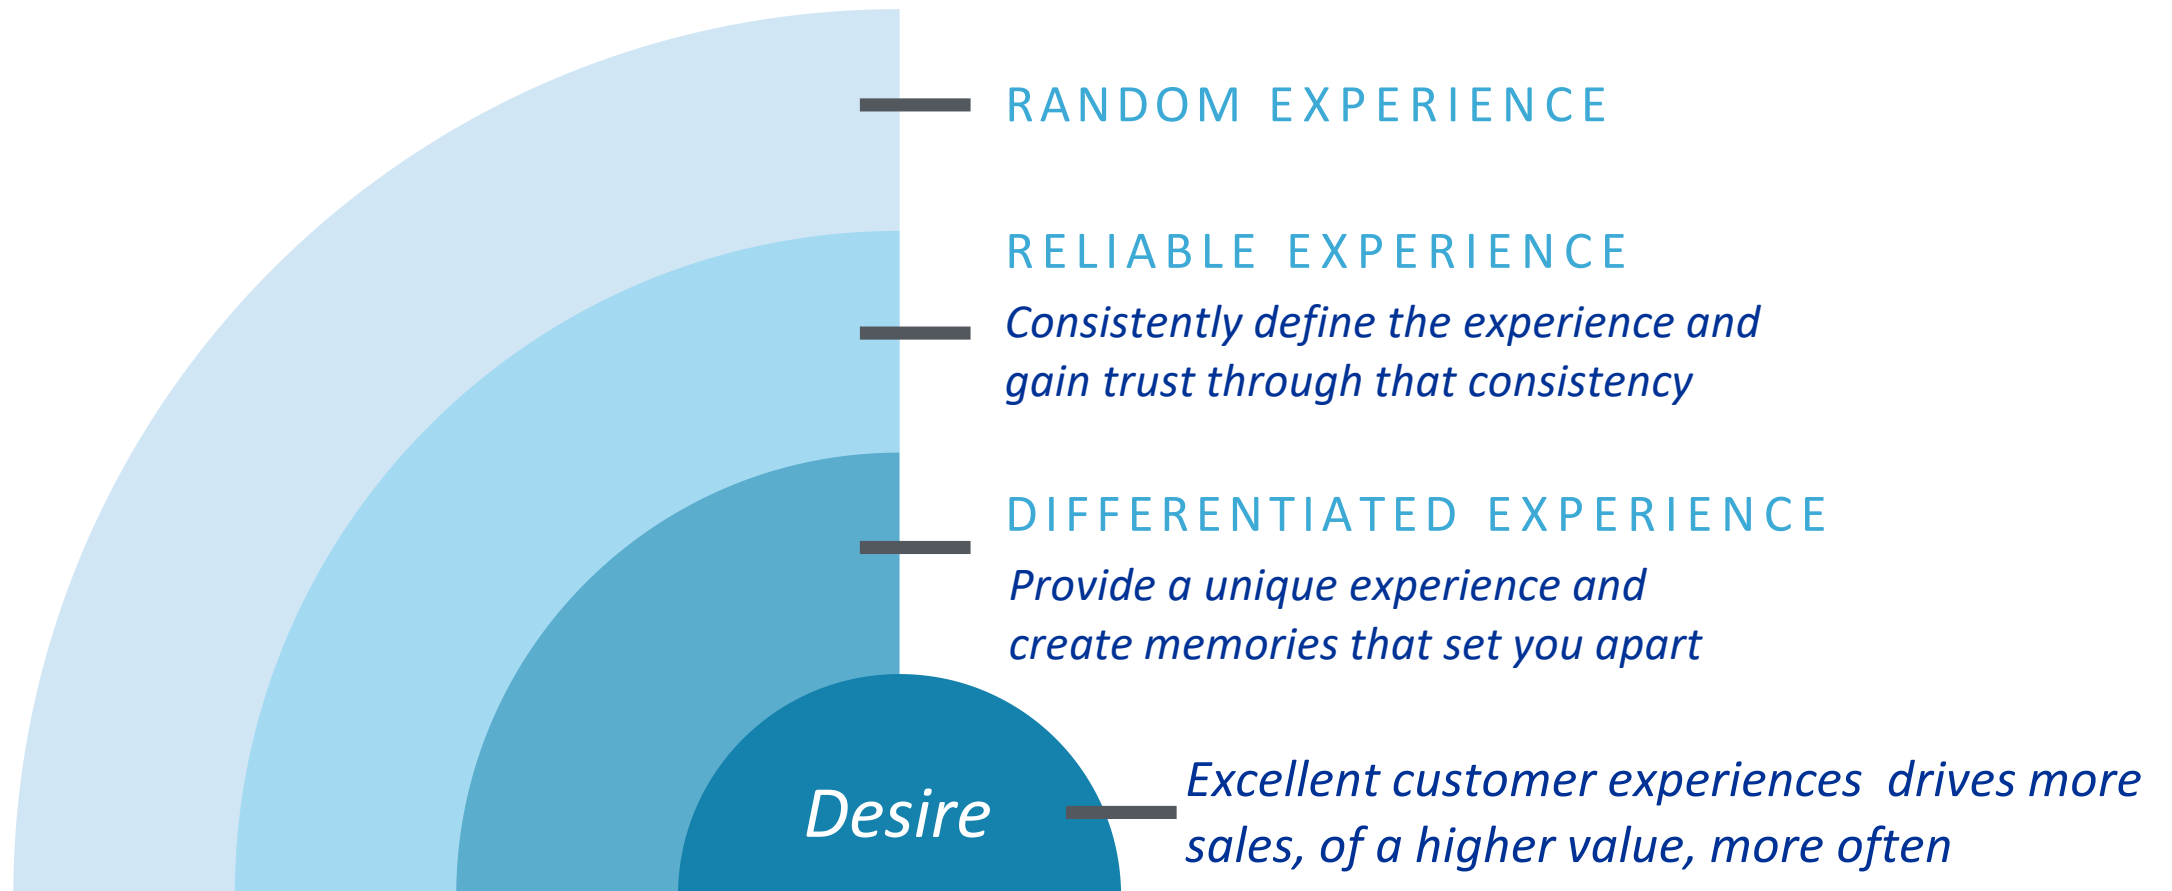 RANDOM EXPERIENCE
RELIABLE EXPERIENCE
Consistently define the experience and
gain trust through that consistency
DIFFERENTIATED EXPERIENCE
Provide a unique experience and
create memories that set you apart
Desire
Excellent customer experiences  drives more
sales, of a higher value, more often